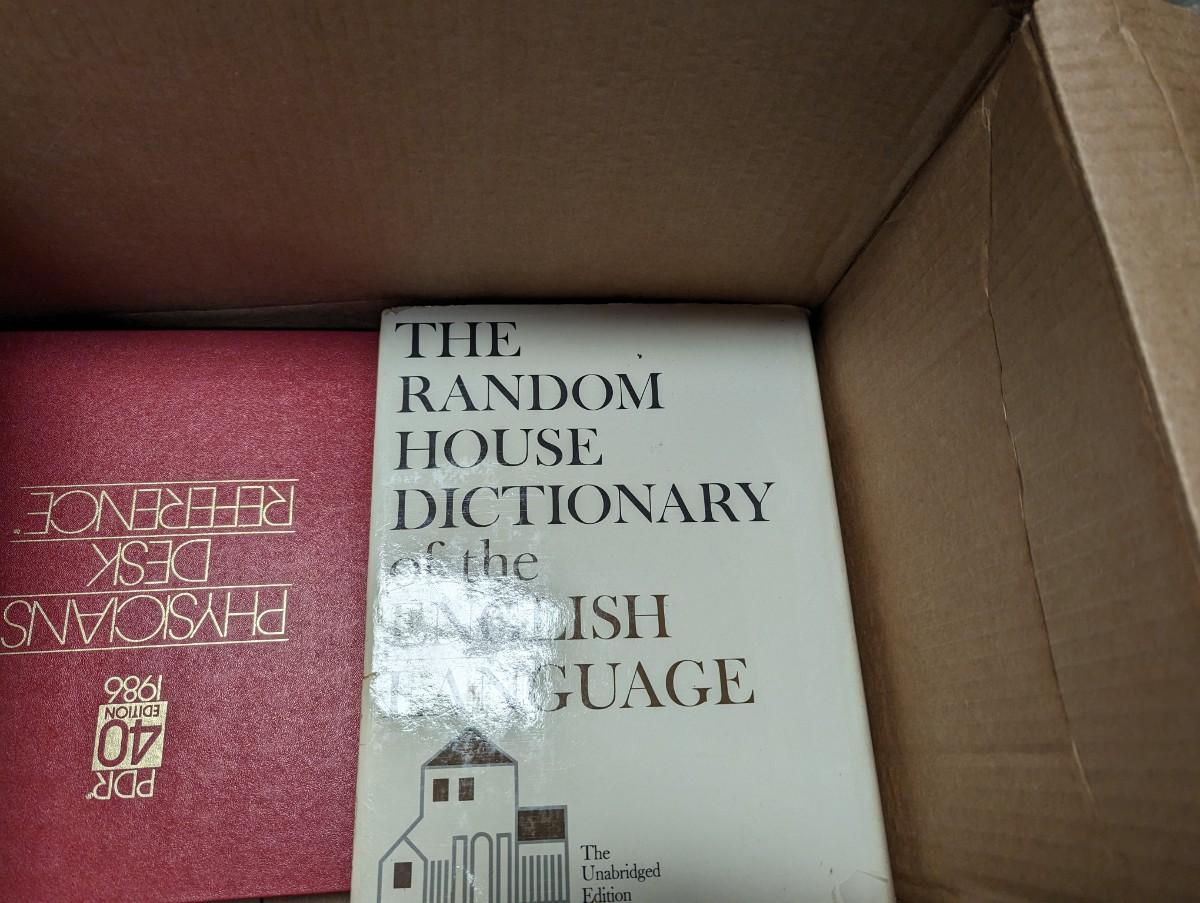 PDR®
40
EDITION
1986
PHYSICIANS
DESK
REFERENCE®
THE
RANDOM
HOUSE
DICTIONARY
of the
ENGLISH
LANGUAGE
The
Unabridged
Edition